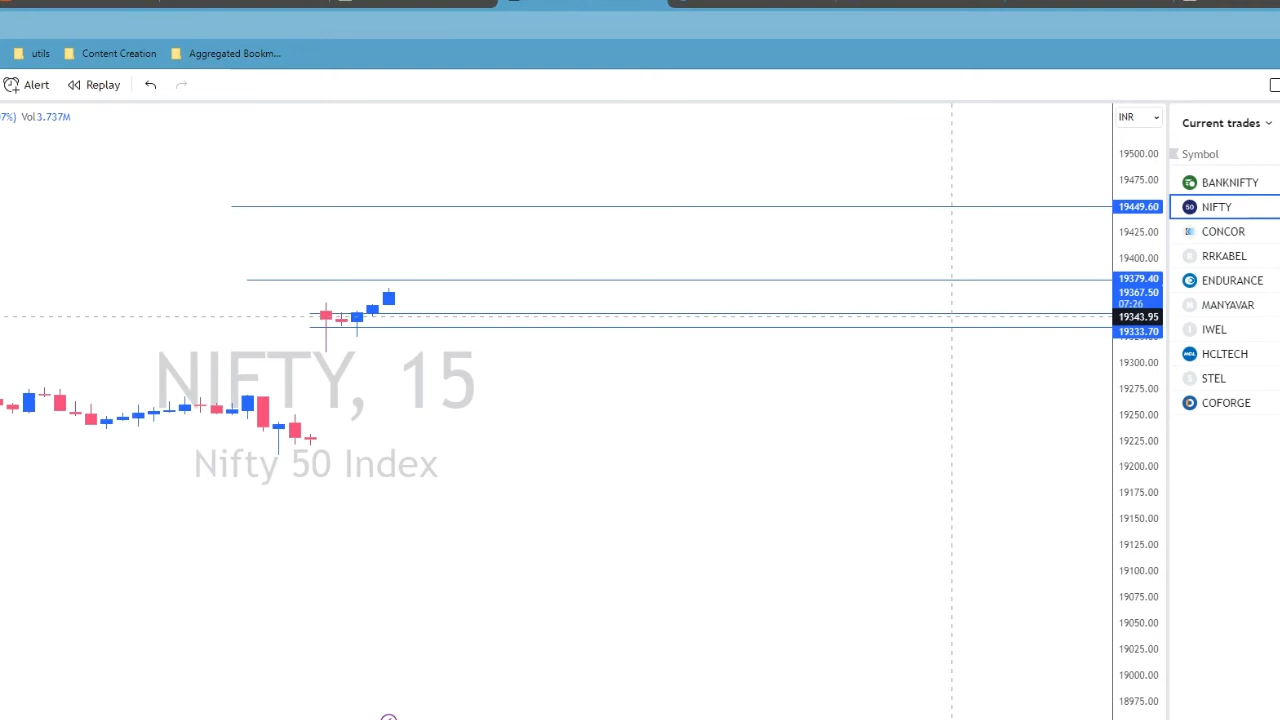 utils Content Creation Aggregated Bookm...
Alert Replay
7%) Vol3.737M
INR
Current trades
Symbol
19500.00
19475.00
19449.60
19425.00
19400.00
19379.40
19367.50
07:26
19343.95
19333.70
19300.00
19275.00
19250.00
19225.00
19200.00
19175.00
19150.00
19125.00
19100.00
19075.00
19050.00
19025.00
19000.00
18975.00
BANKNIFTY
50 NIFTY
CONCOR
R RRKABEL
ENDURANCE
M MANYAVAR
I IWEL
HCL HCLTECH
S STEL
COFORGE
NIFTY, 15
Nifty 50 Index